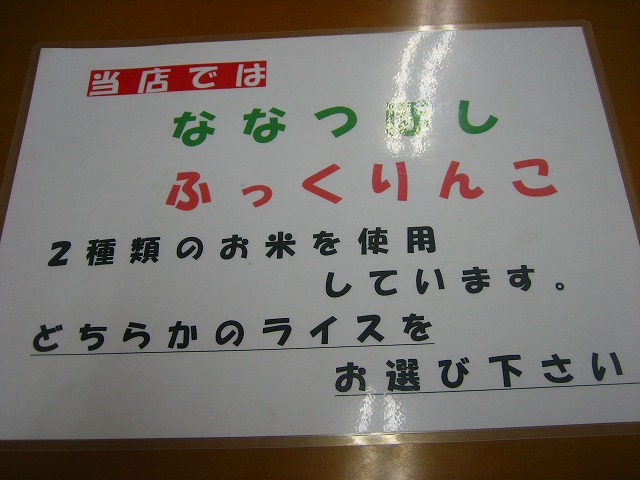 当店では
ななつぼし
ふっくりんこ
2種類のお米を使用
しています。
どちらかのライスを
お選び下さい